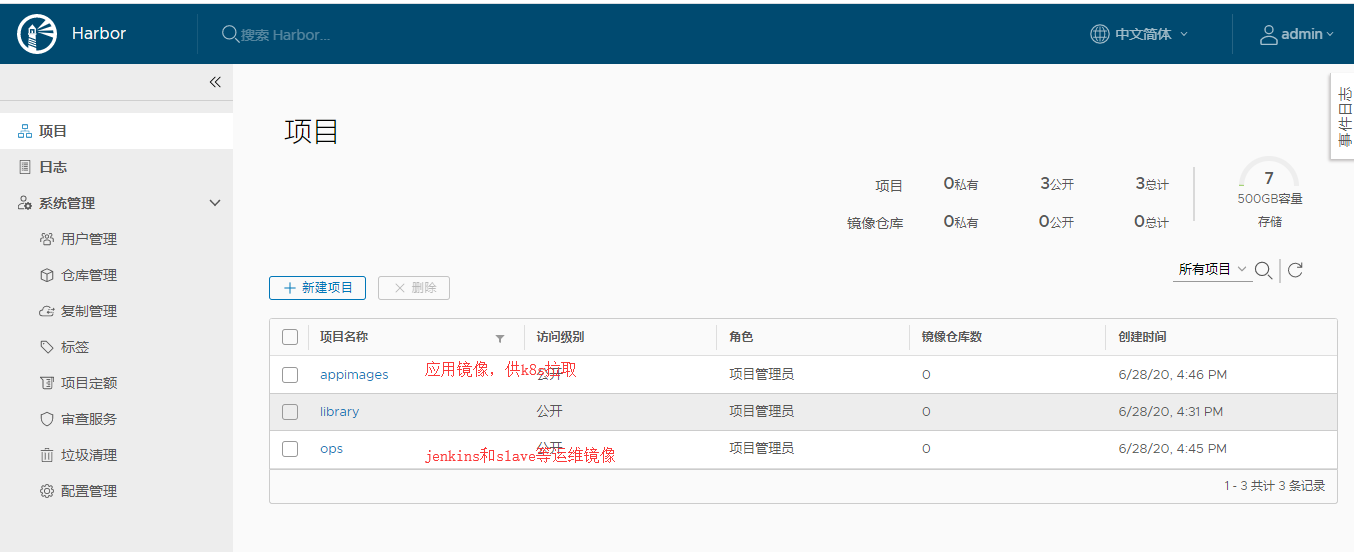 Harbor
搜索 Harbor...
中文简体
admin
事件日志
项目
日志
系统管理
用户管理
仓库管理
复制管理
标签
项目定额
审查服务
垃圾清理
配置管理
项目
项目 0私有 3公开 3总计
镜像仓库 0私有 0公开 0总计
7
500GB容量
存储
所有项目
新建项目
删除
项目名称 访问级别 角色 镜像仓库数 创建时间
应用镜像，供k8s拉取
appimages 公开 项目管理员 0 6/28/20, 4:46 PM
library 公开 项目管理员 0 6/28/20, 4:31 PM
ops 公开 项目管理员 0 6/28/20, 4:45 PM
jenkins和slave等运维镜像
1 - 3 共计 3 条记录